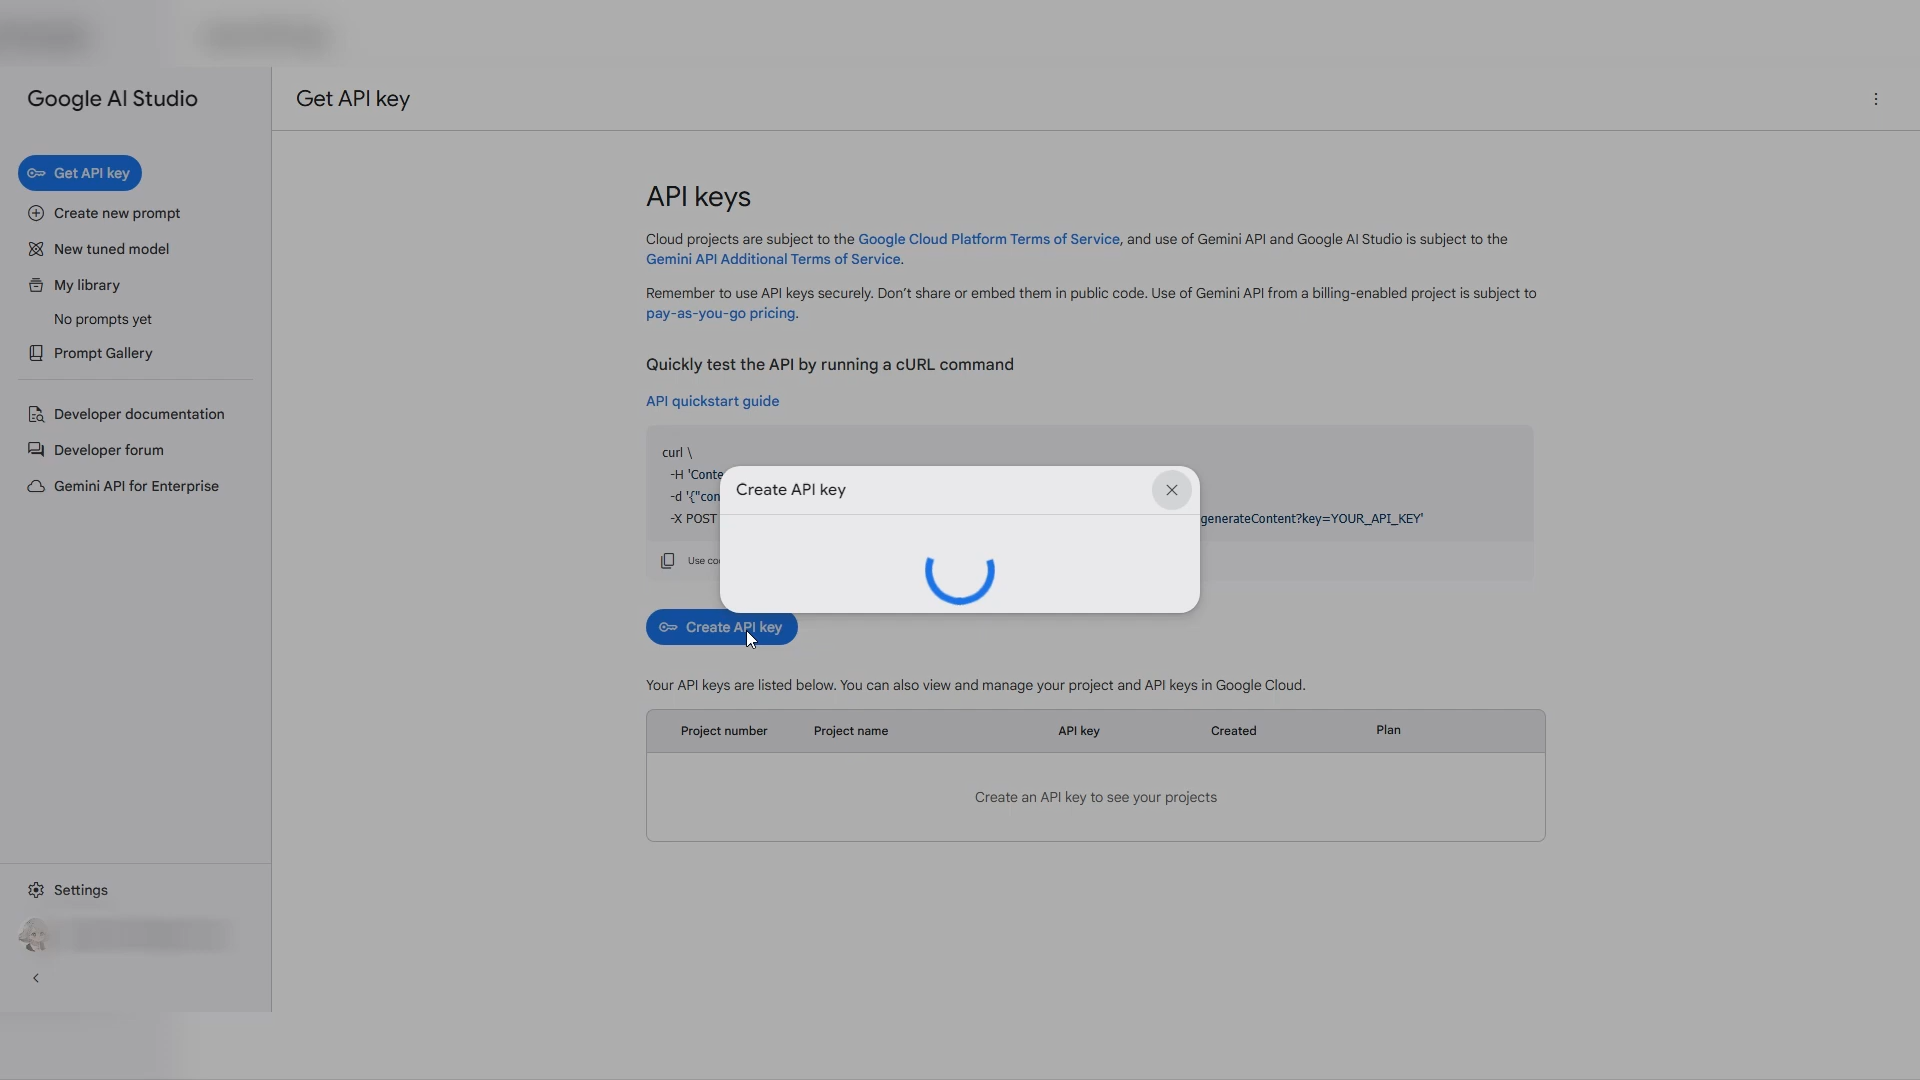 Google AI Studio
Get API key
Get API key
Create new prompt
New tuned model
My library
No prompts yet
Prompt Gallery
Developer documentation
Developer forum
Gemini API for Enterprise
Settings
API keys
Cloud projects are subject to the Google Cloud Platform Terms of Service, and use of Gemini API and Google AI Studio is subject to the
Gemini API Additional Terms of Service.
Remember to use API keys securely. Don't share or embed them in public code. Use of Gemini API from a billing-enabled project is subject to
pay-as-you-go pricing.
Quickly test the API by running a cURL command
API quickstart guide
curl \
-H 'Conte
-d '{"con
-X POST generateContent?key=YOUR_API_KEY'
Use co
Create API key
Create API key
Your API keys are listed below. You can also view and manage your project and API keys in Google Cloud.
Project number Project name API key Created Plan
Create an API key to see your projects